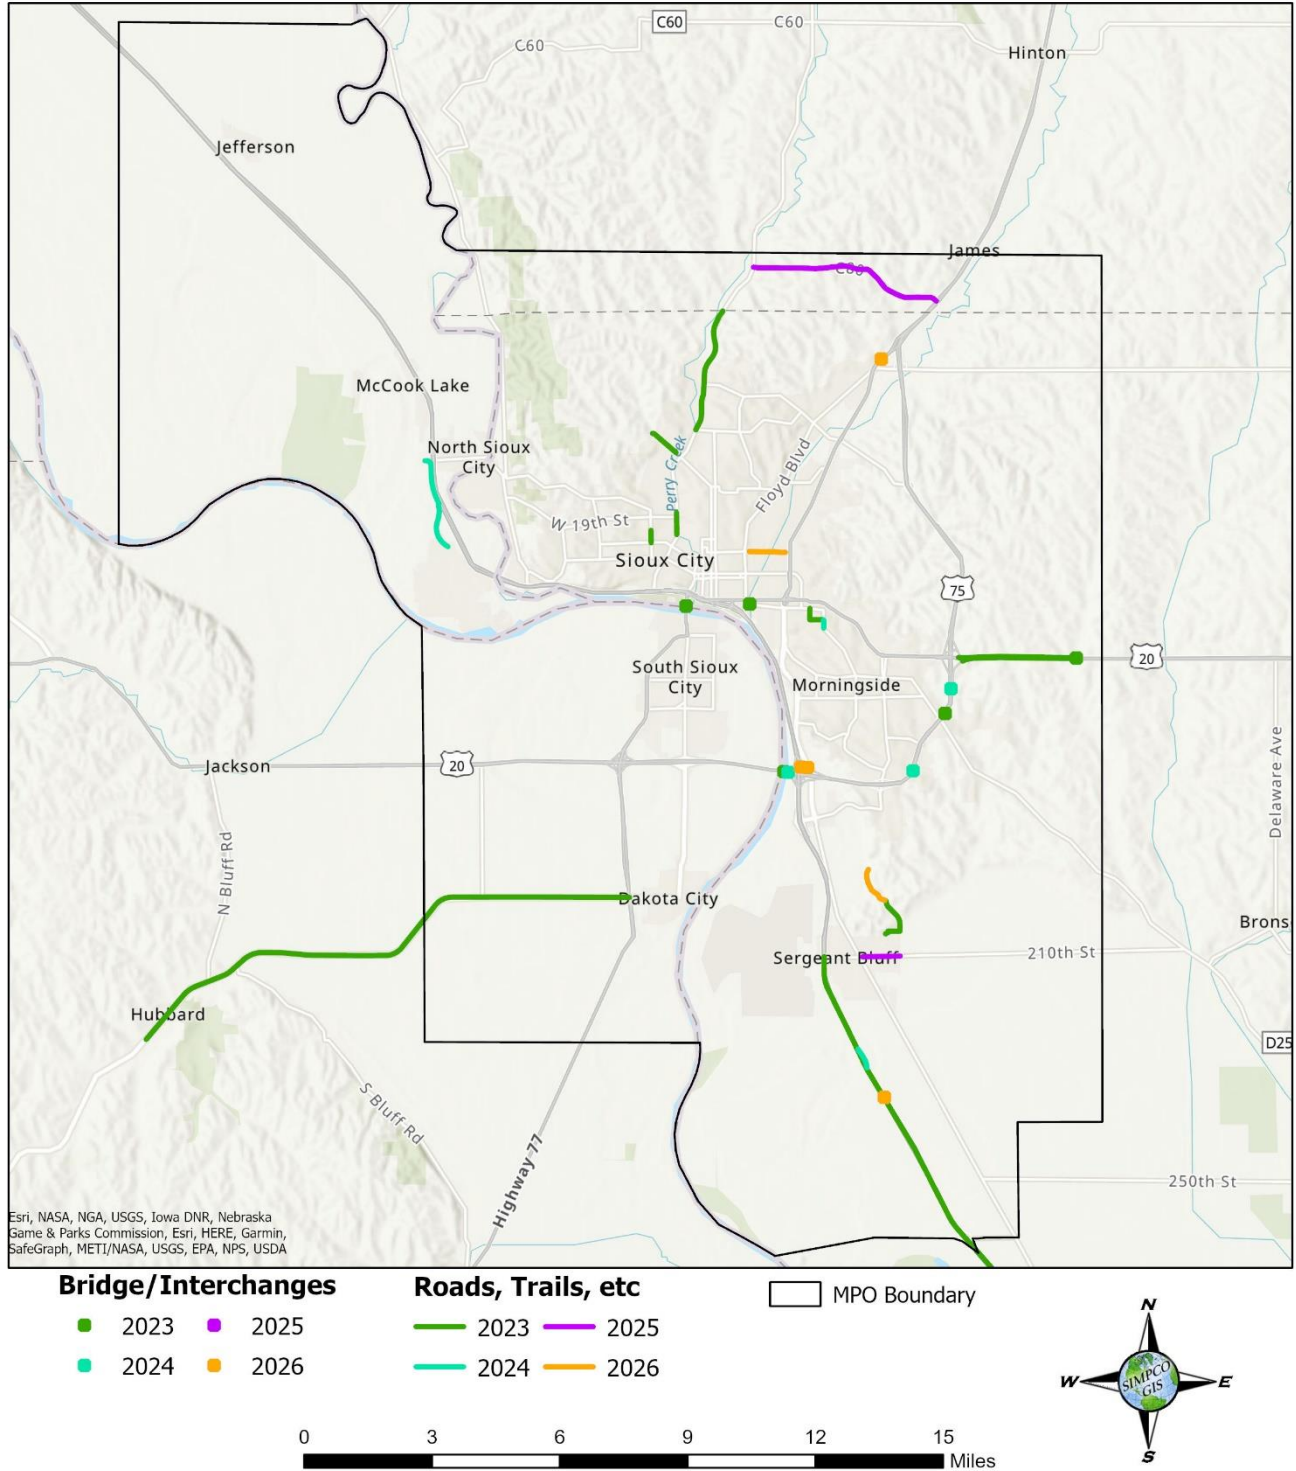 C60
C60
C60
Hinton
Jefferson
James
C80
McCook Lake
North Sioux
City
Perry Creek
Floyd Blvd
W 19th St
Sioux City
75
20
South Sioux
City
Morningside
Jackson
20
Delaware Ave
N Bluff Rd
Dakota City
Brons
Sergeant Bluff
210th St
Hubbard
D25
S Bluff Rd
Highway 77
250th St
Esri, NASA, NGA, USGS, Iowa DNR, Nebraska
Game & Parks Commission, Esri, HERE, Garmin,
SafeGraph, METI/NASA, USGS, EPA, NPS, USDA
Bridge/Interchanges
2023 2025
2024 2026
Roads, Trails, etc
2023 2025
2024 2026
MPO Boundary
N
W E
S
SIMPCO
GIS
0 3 6 9 12 15
Miles